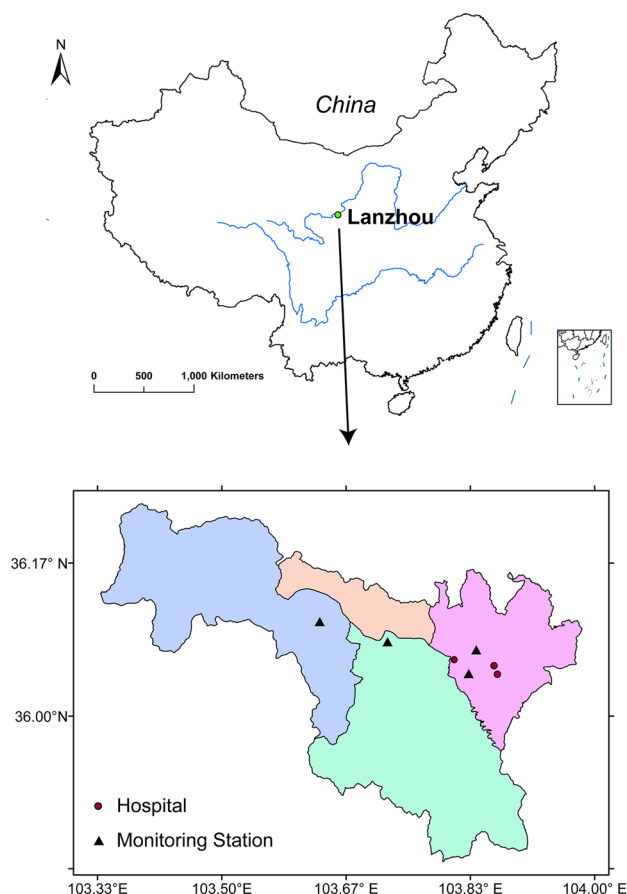 N
China
Lanzhou
0 500 1,000 Kilometers
36.17° N
36.00°N
Hospital
Monitoring Station
103.33°E 103.50°E 103.67°E 103.83°E 104.00°E